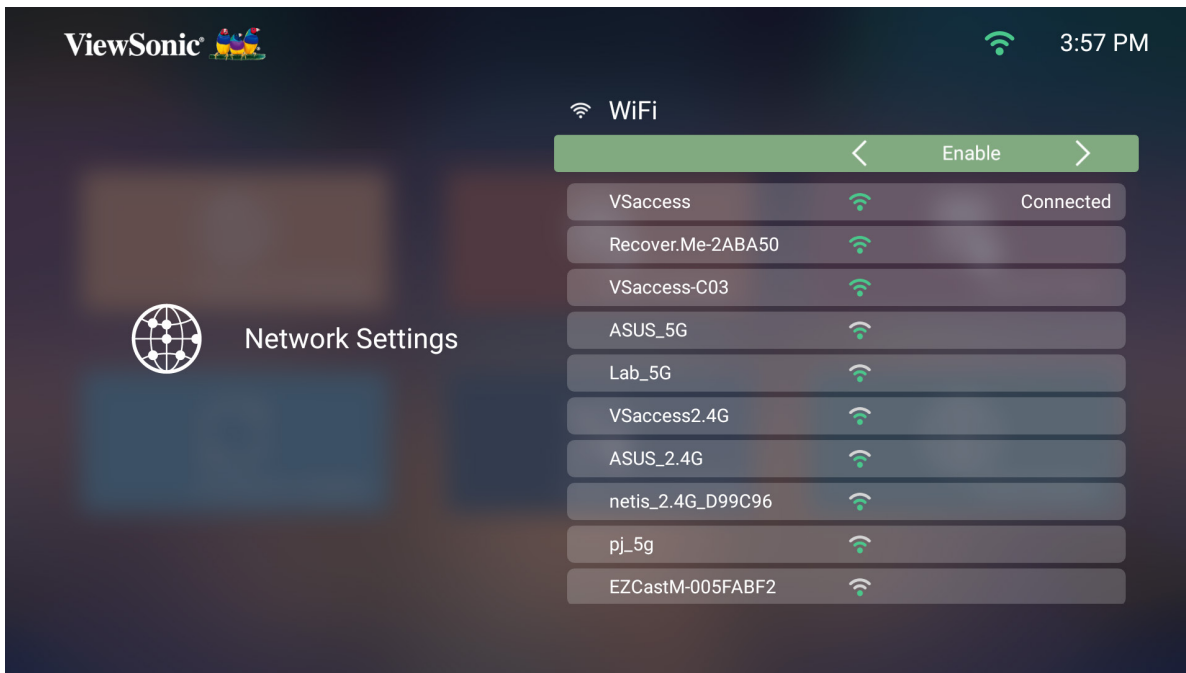 ViewSonic®
3:57 PM
WiFi
Enable
VSaccess Connected
Recover.Me-2ABA50
VSaccess-C03
ASUS_5G
Network Settings
Lab_5G
VSaccess2.4G
ASUS_2.4G
netis_2.4G_D99C96
pj_5g
EZCastM-005FABF2